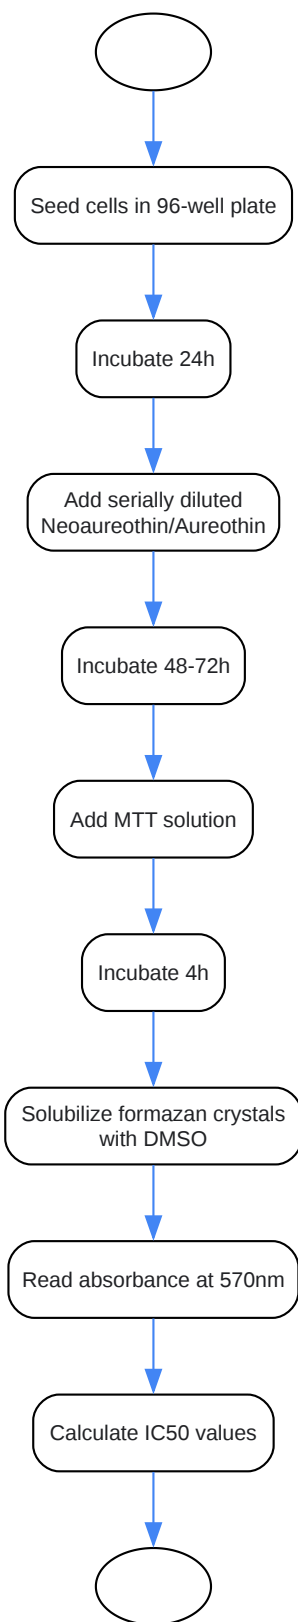 Seed cells in 96-well plate
Incubate 24h
Add serially diluted
Neoaureothin/Aureothin
Incubate 48-72h
Add MTT solution
Incubate 4h
Solubilize formazan crystals
with DMSO
Read absorbance at 570nm
Calculate IC50 values